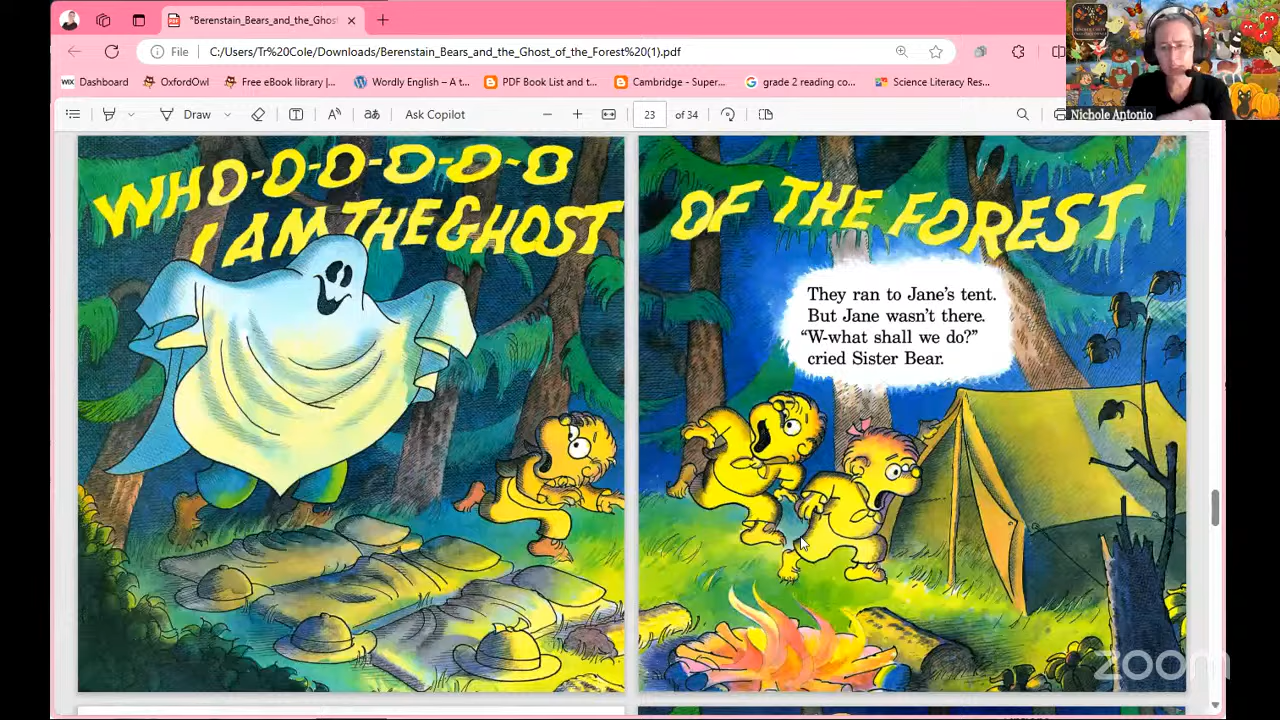 *Berenstain_Bears_and_the_Ghost
File
C:/Users/Tr%20Cole/Downloads/Berenstain_Bears_and_the_Ghost_of_the_Forest%20(1).pdf
WIX Dashboard
OxfordOwl
Free eBook library |...
Wordly English – A t...
PDF Book List and t...
Cambridge - Super...
grade 2 reading co...
Science Literacy Res...
Draw
Ask Copilot
23 of 34
Nichole Antonio
WHO-O-O-O-O-O
I AM THE GHOST
OF THE FOREST
They ran to Jane's tent.
But Jane wasn't there.
"W-what shall we do?"
cried Sister Bear.
zoom